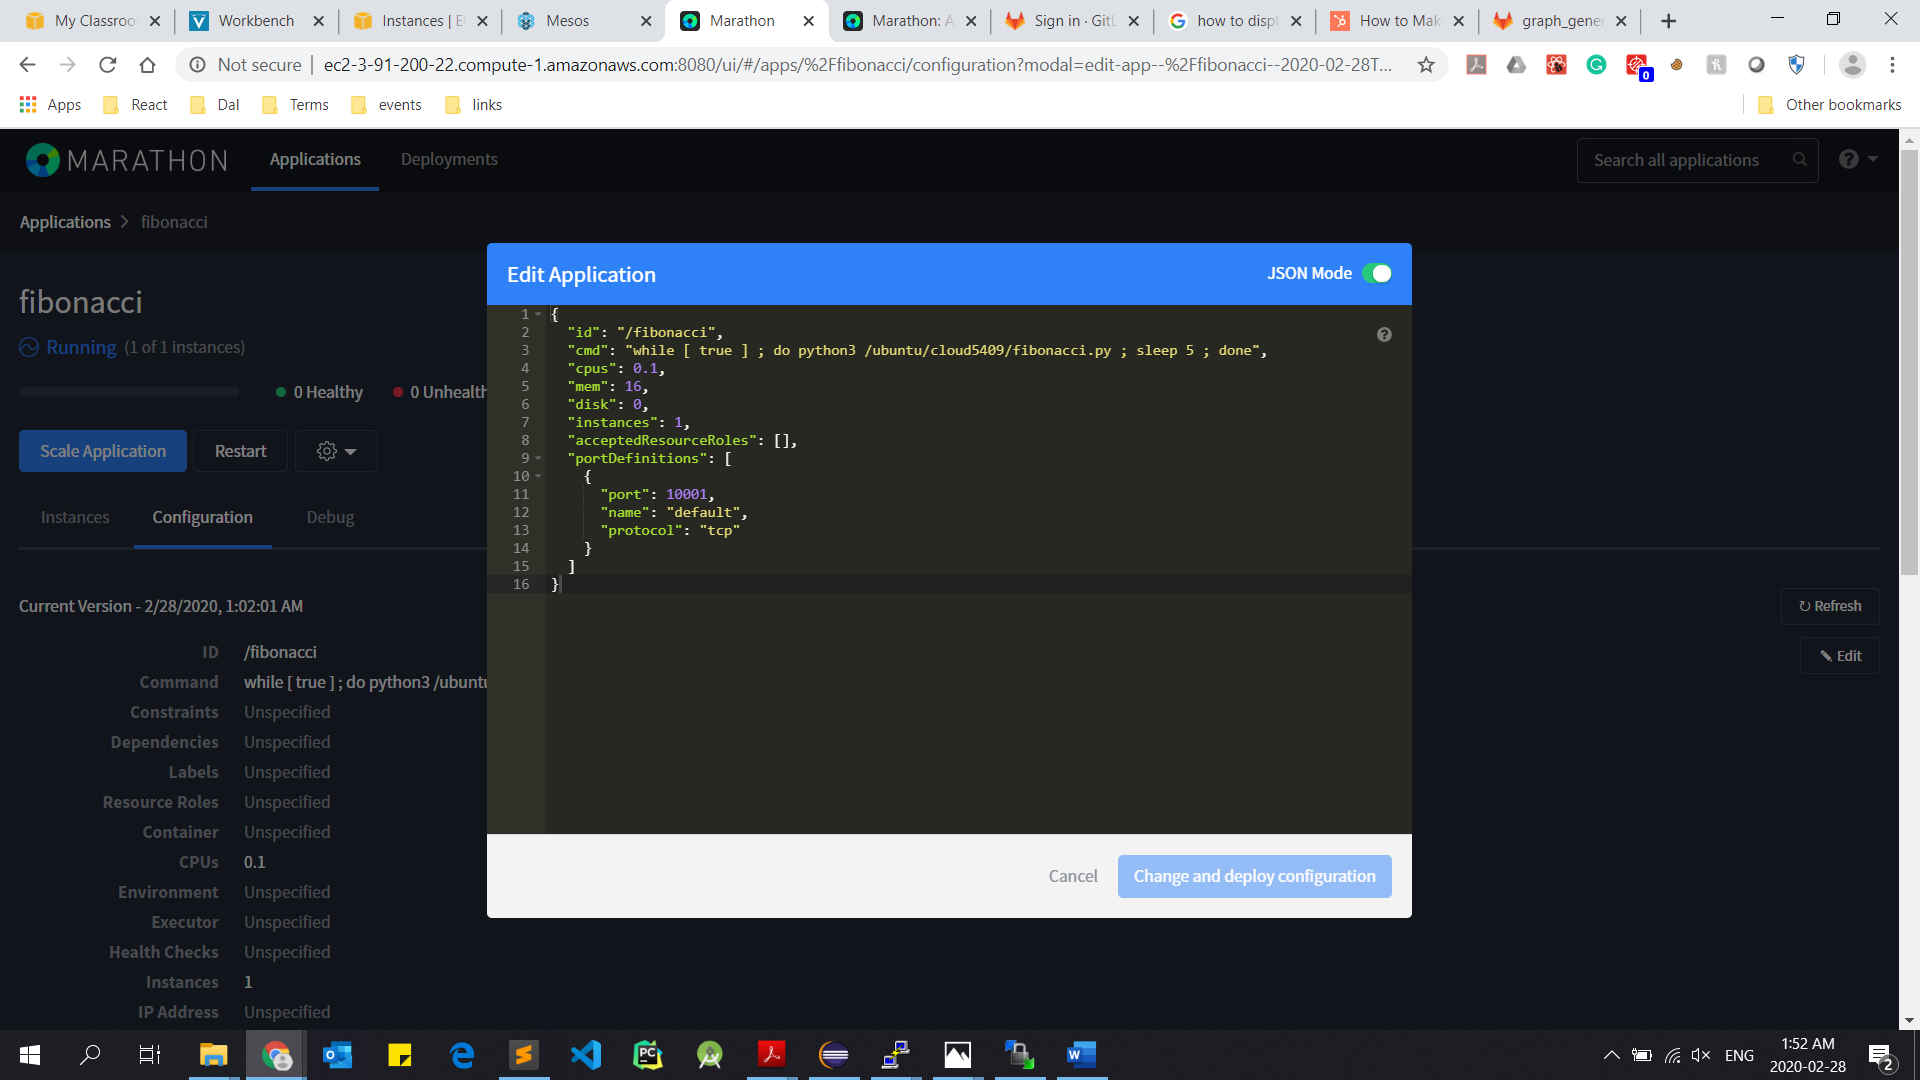 My Classroo
Workbench
Instances | E
Mesos
Marathon
Marathon: A
Sign in · GitL
how to displ
How to Mak
graph_gene
Not secure | ec2-3-91-200-22.compute-1.amazonaws.com:8080/ui/#/apps/%2Ffibonacci/configuration?modal=edit-app--%2Ffibonacci--2020-02-28T...
0
Apps React Dal Terms events links Other bookmarks
MARATHON Applications Deployments Search all applications
Applications > fibonacci
fibonacci
Running (1 of 1 instances)
0 Healthy 0 Unhealth
Scale Application Restart
Instances Configuration Debug
Current Version - 2/28/2020, 1:02:01 AM
Refresh
Edit
ID /fibonacci
Command while [ true ] ; do python3 /ubuntu
Constraints Unspecified
Dependencies Unspecified
Labels Unspecified
Resource Roles Unspecified
Container Unspecified
CPUs 0.1
Environment Unspecified
Executor Unspecified
Health Checks Unspecified
Instances 1
IP Address Unspecified
Edit Application JSON Mode
1 {
2 "id": "/fibonacci",
3 "cmd": "while [ true ] ; do python3 /ubuntu/cloud5409/fibonacci.py ; sleep 5 ; done",
4 "cpus": 0.1,
5 "mem": 16,
6 "disk": 0,
7 "instances": 1,
8 "acceptedResourceRoles": [],
9 "portDefinitions": [
10 {
11 "port": 10001,
12 "name": "default",
13 "protocol": "tcp"
14 }
15 ]
16 }
Cancel Change and deploy configuration
ENG
1:52 AM
2020-02-28
2